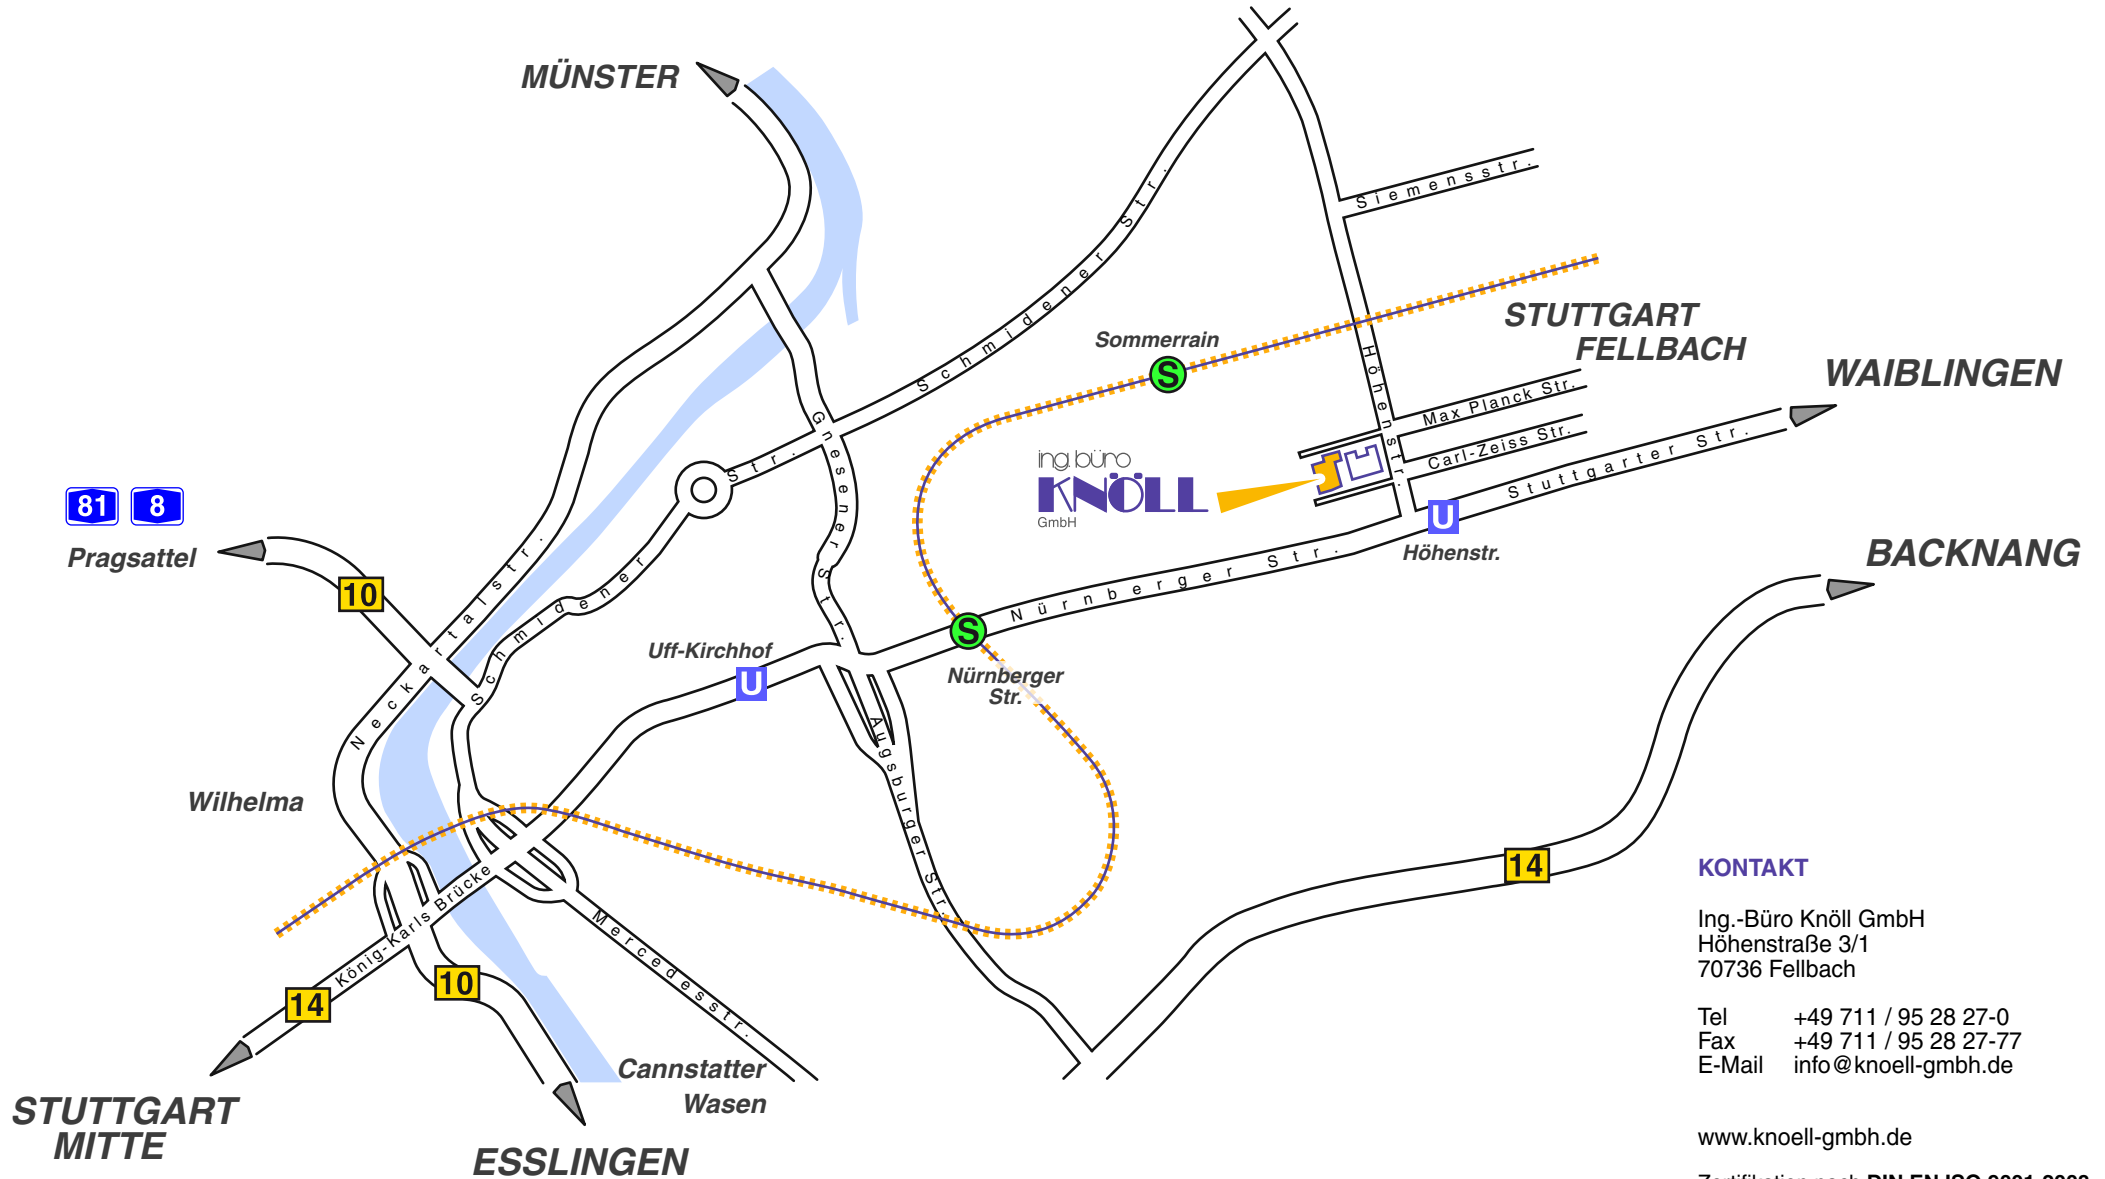 MÜNSTER
Siemensstr.
Schmidener Str.
Sommerrain
S
STUTTGART
FELLBACH
WAIBLINGEN
Höhenstr.
Max Planck Str.
Carl-Zeiss Str.
Stuttgarter Str.
Gnesener Str.
ing.büro
KNÖLL
GmbH
81
8
Pragsattel
10
Neckartalstr.
Schmidener Str.
U
Höhenstr.
BACKNANG
Nürnberger Str.
S
Uff-Kirchhof
U
Nürnberger
Str.
Augsburger Str.
Wilhelma
König-Karls Brücke
Mercedesstr.
14
10
14
Cannstatter
Wasen
STUTTGART
MITTE
ESSLINGEN
KONTAKT
Ing.-Büro Knöll GmbH
Höhenstraße 3/1
70736 Fellbach
Tel +49 711 / 95 28 27-0
Fax +49 711 / 95 28 27-77
E-Mail info@knoell-gmbh.de
www.knoell-gmbh.de